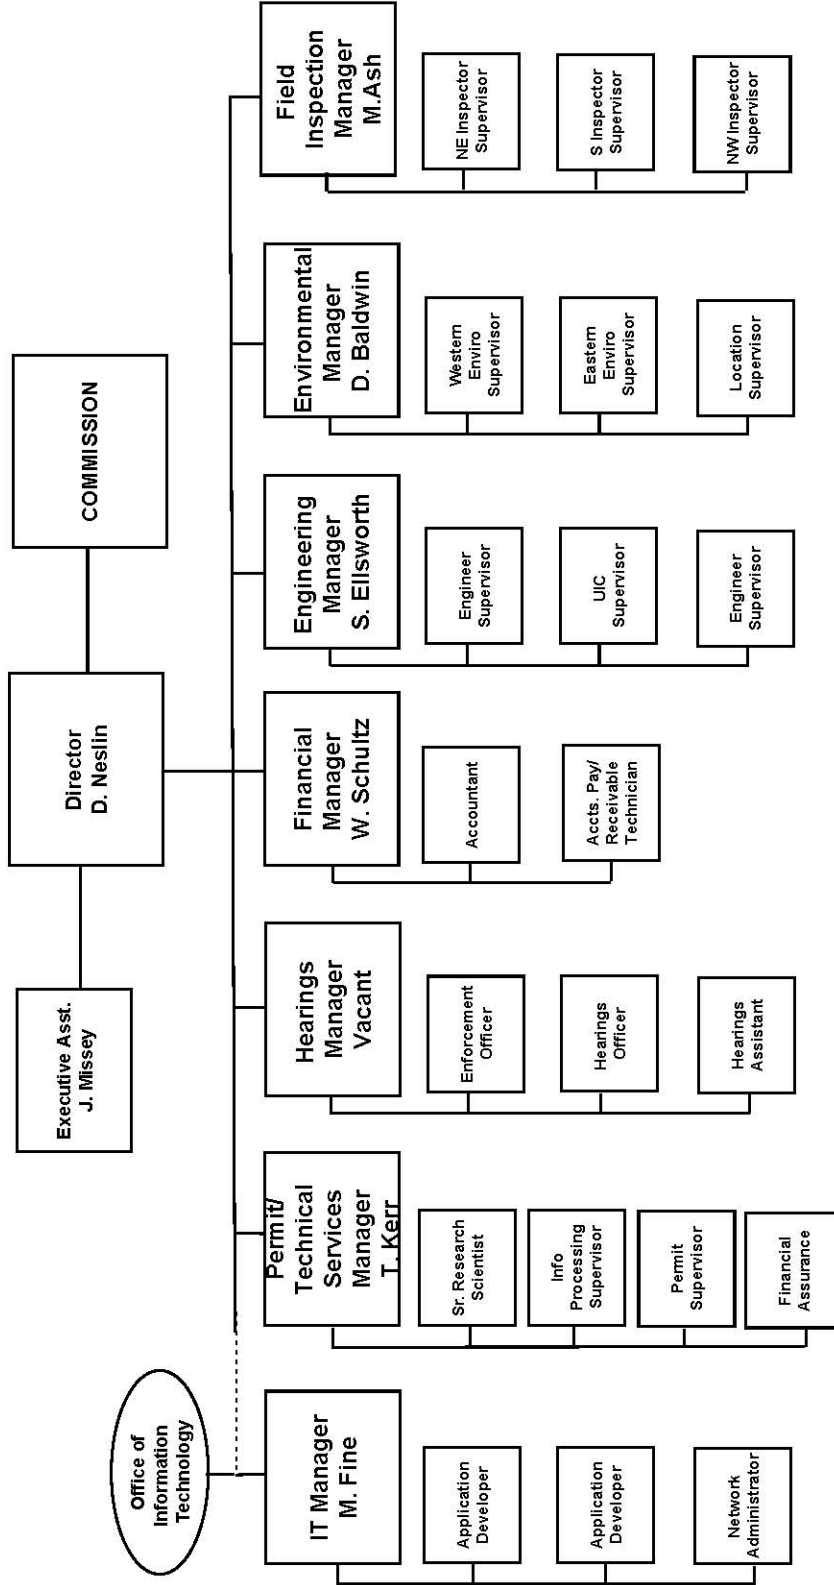 COMMISSION
Director
D. Neslin
Executive Asst.
J. Missey
Office of
Information
Technology
IT Manager
M. Fine
Application
Developer
Application
Developer
Network
Administrator
Permit/
Technical
Services
Manager
T. Kerr
Sr. Research
Scientist
Info
Processing
Supervisor
Permit
Supervisor
Financial
Assurance
Hearings
Manager
Vacant
Enforcement
Officer
Hearings
Officer
Hearings
Assistant
Financial
Manager
W. Schultz
Accountant
Accts. Pay/
Receivable
Technician
Engineering
Manager
S. Ellsworth
Engineer
Supervisor
UIC
Supervisor
Engineer
Supervisor
Environmental
Manager
D. Baldwin
Western
Enviro
Supervisor
Eastern
Enviro
Supervisor
Location
Supervisor
Field
Inspection
Manager
M.Ash
NE Inspector
Supervisor
S Inspector
Supervisor
NW Inspector
Supervisor